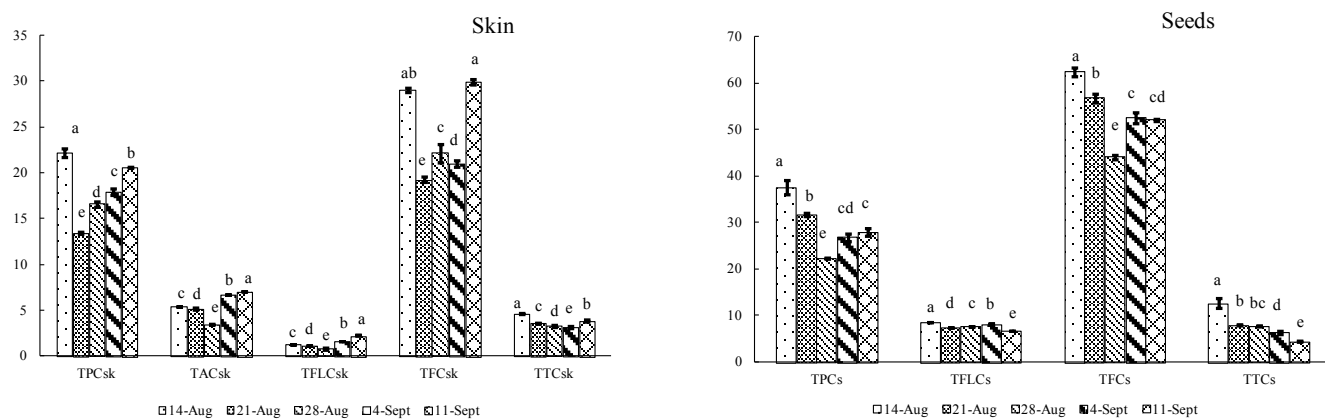 Skin
35
30
25
20
15
10
5
0
a e d c b
c d e b a
c d e b a
ab e c d a
a c d e b
TPCsk TACsk TFLCsk TFCsk TTCsk
14-Aug 21-Aug 28-Aug 4-Sept 11-Sept
Seeds
70
60
50
40
30
20
10
0
a b e cd c
a d c b e
a b e c cd
a b bc d e
TPCs TFLCs TFCs TTCs
14-Aug 21-Aug 28-Aug 4-Sept 11-Sept